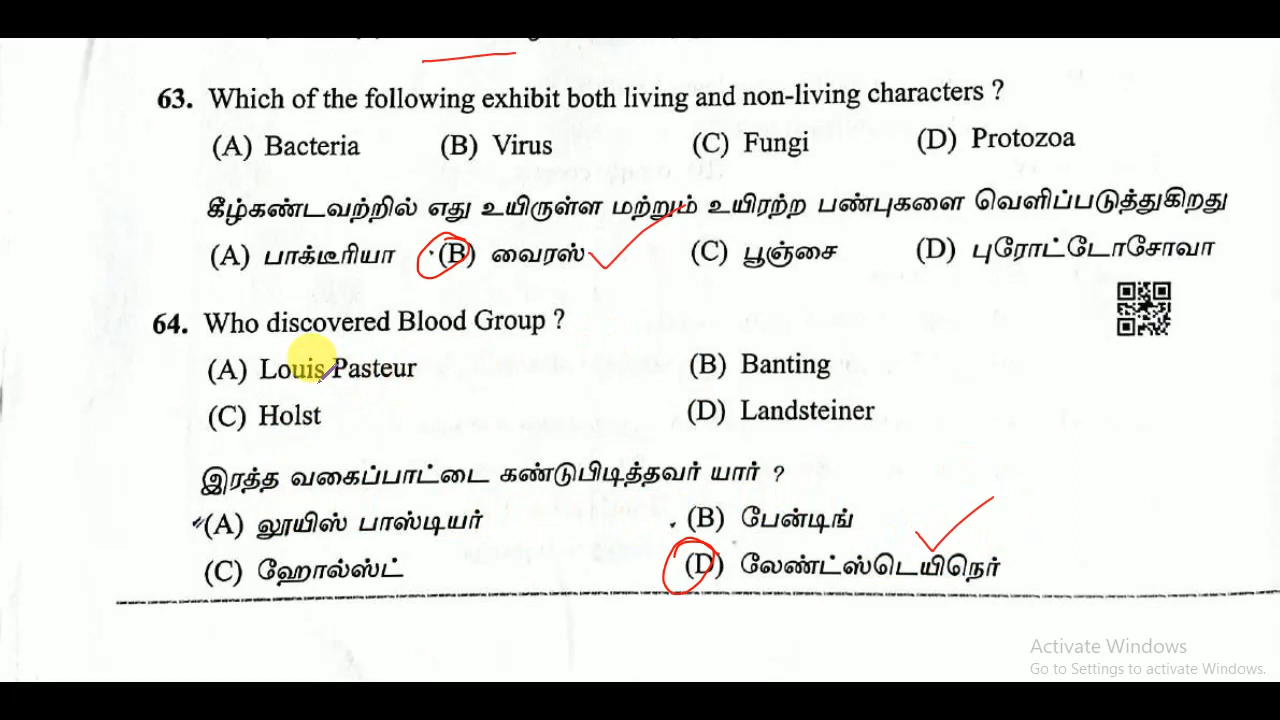 63. Which of the following exhibit both living and non-living characters ?
(A) Bacteria (B) Virus (C) Fungi (D) Protozoa
கீழ்கண்டவற்றில் எது உயிருள்ள மற்றும் உயிரற்ற பண்புகளை வெளிப்படுத்துகிறது
(A) பாக்டீரியா (B) வைரஸ் (C) பூஞ்சை (D) புரோட்டோசோவா
64. Who discovered Blood Group ?
(A) Louis Pasteur (B) Banting
(C) Holst (D) Landsteiner
இரத்த வகைப்பாட்டை கண்டுபிடித்தவர் யார் ?
(A) லூயிஸ் பாஸ்டியர் (B) பேன்டிங்
(C) ஹோல்ஸ்ட் (D) லேண்ட்ஸ்டெயினெர்
Activate Windows
Go to Settings to activate Windows.